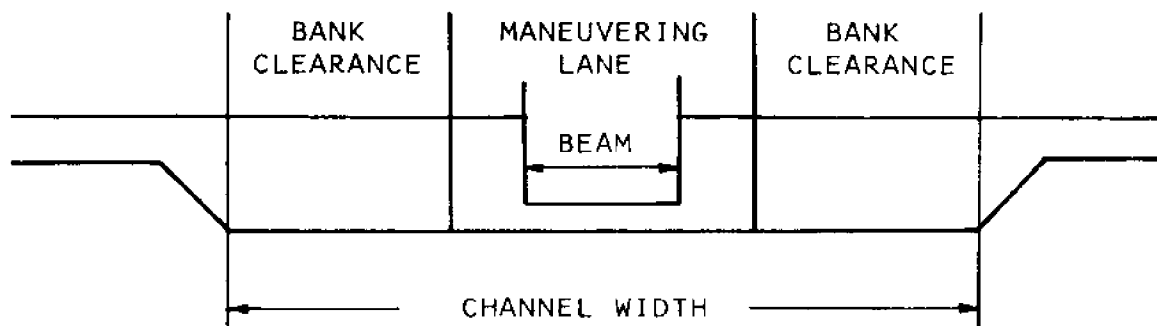 BANK
CLEARANCE
MANEUVERING
LANE
BANK
CLEARANCE
BEAM
CHANNEL WIDTH